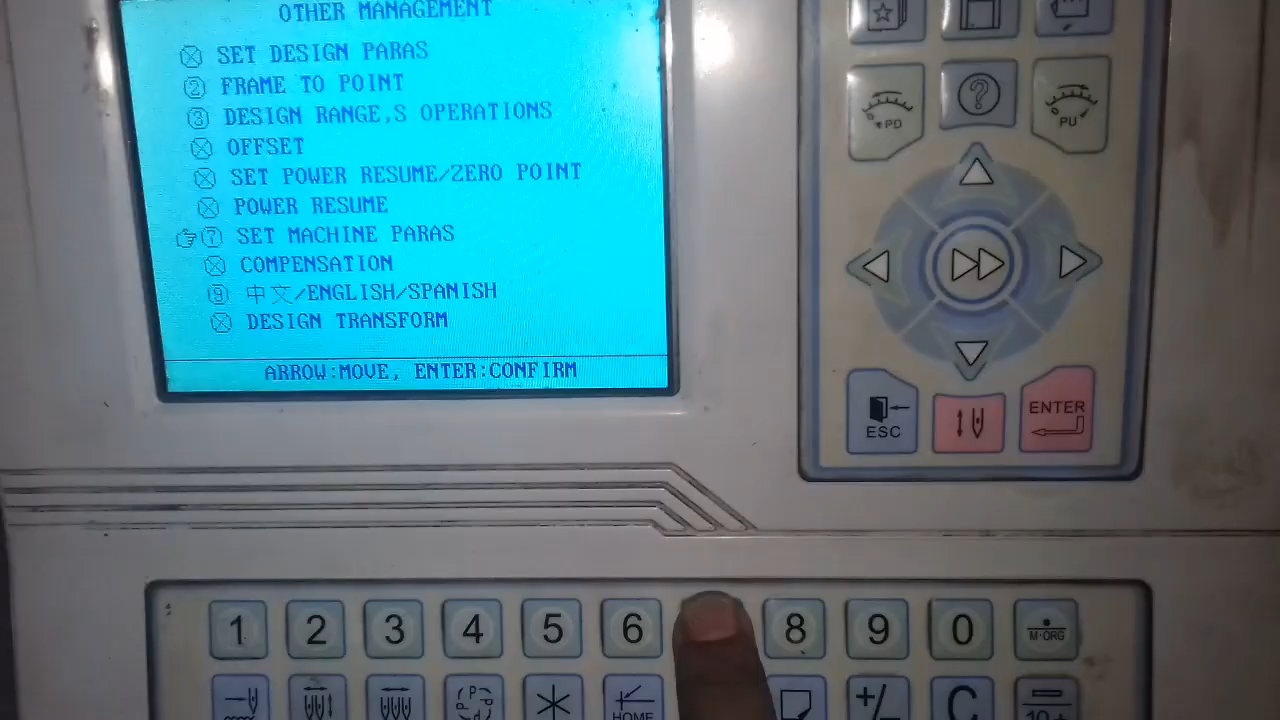 OTHER MANAGEMENT
SET DESIGN PARAS
2 FRAME TO POINT
3 DESIGN RANGE,S OPERATIONS
OFFSET
SET POWER RESUME/ZERO POINT
POWER RESUME
7 SET MACHINE PARAS
COMPENSATION
9 中文/ENGLISH/SPANISH
DESIGN TRANSFORM
ARROW:MOVE, ENTER:CONFIRM
PD
?
PU
ESC
ENTER
1 2 3 4 5 6 8 9 0 M·ORG
P P P P HOME +/- C